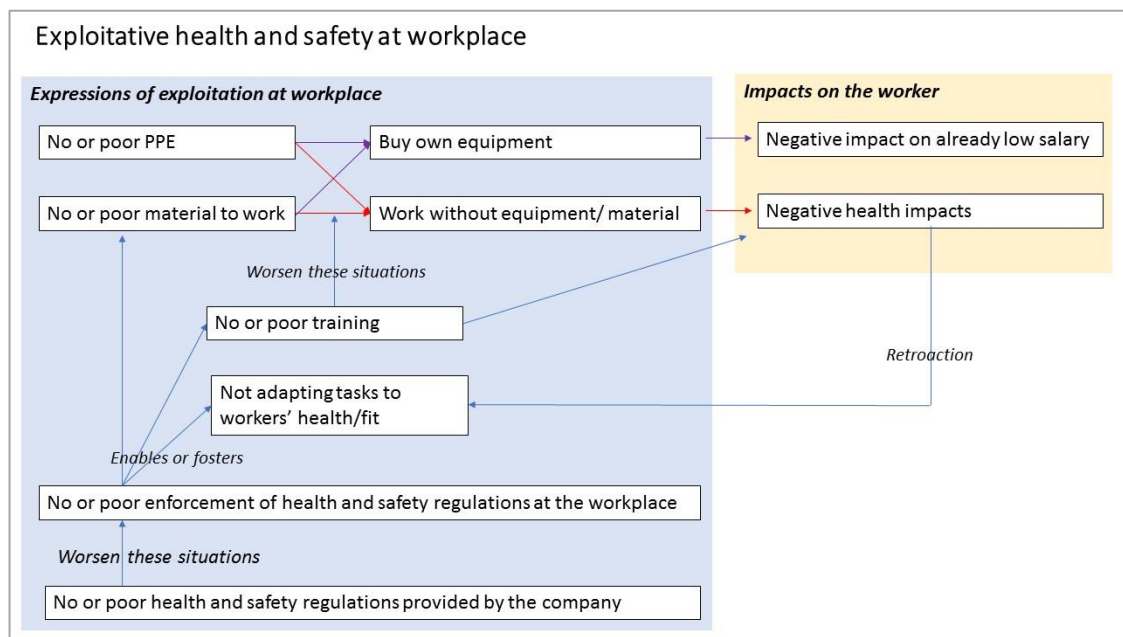 Exploitative health and safety at workplace
Expressions of exploitation at workplace
Impacts on the worker
No or poor PPE
Buy own equipment
Negative impact on already low salary
No or poor material to work
Work without equipment/ material
Negative health impacts
Worsen these situations
No or poor training
Retroaction
Not adapting tasks to
workers’ health/fit
Enables or fosters
No or poor enforcement of health and safety regulations at the workplace
Worsen these situations
No or poor health and safety regulations provided by the company